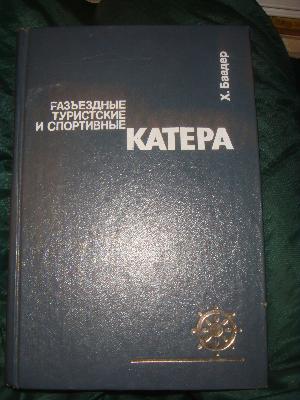 РАЗЪЕЗДНЫЕ
ТУРИСТСКИЕ
И СПОРТИВНЫЕ
КАТЕРА
Х. Баадер